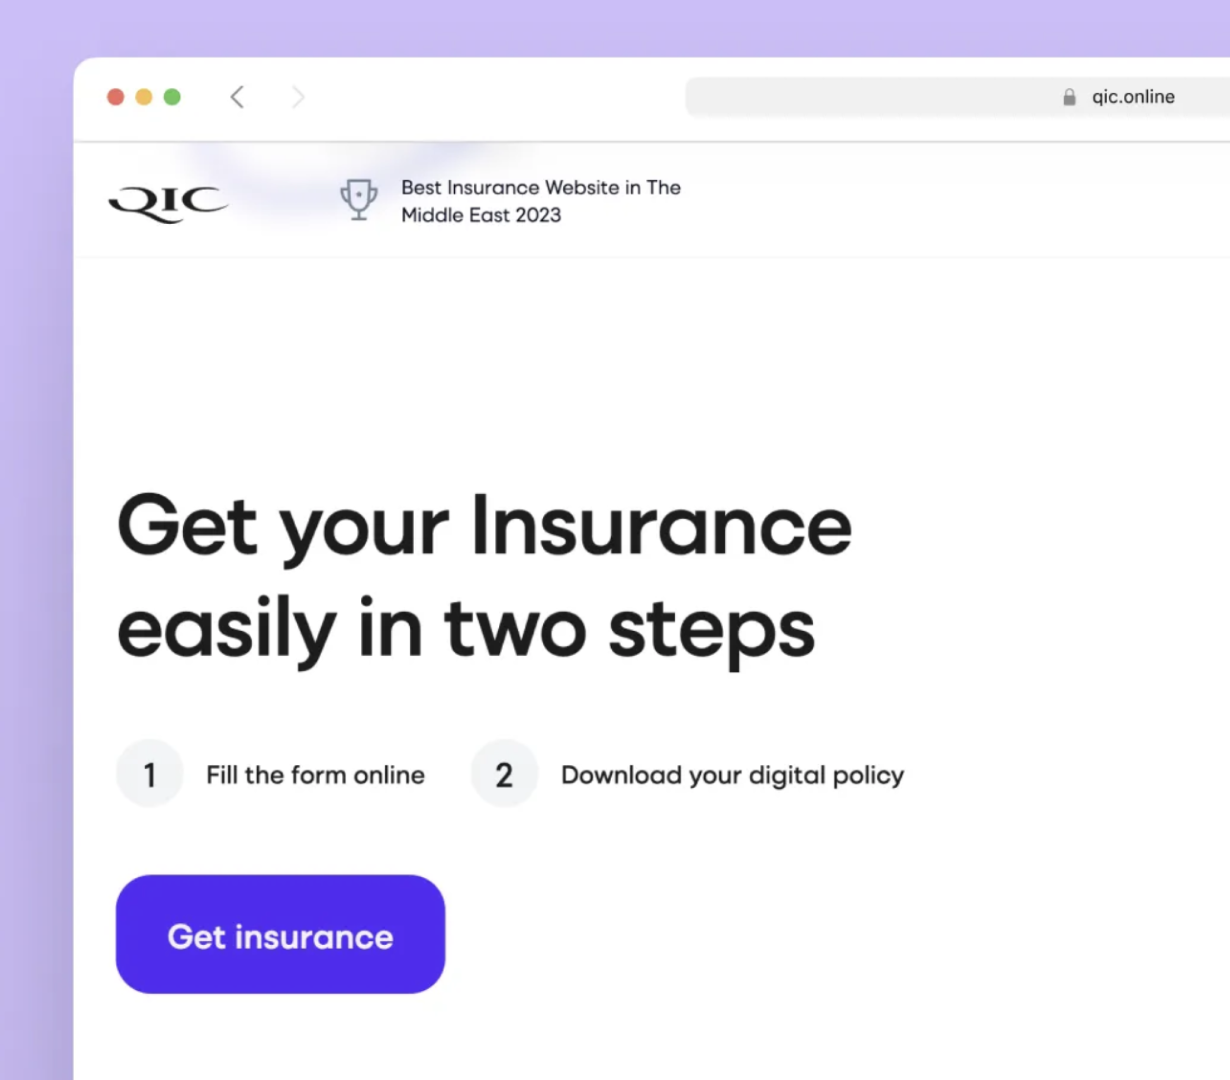 qic.online
QIC
Best Insurance Website in The
Middle East 2023
Get your Insurance
easily in two steps
1 Fill the form online
2 Download your digital policy
Get insurance